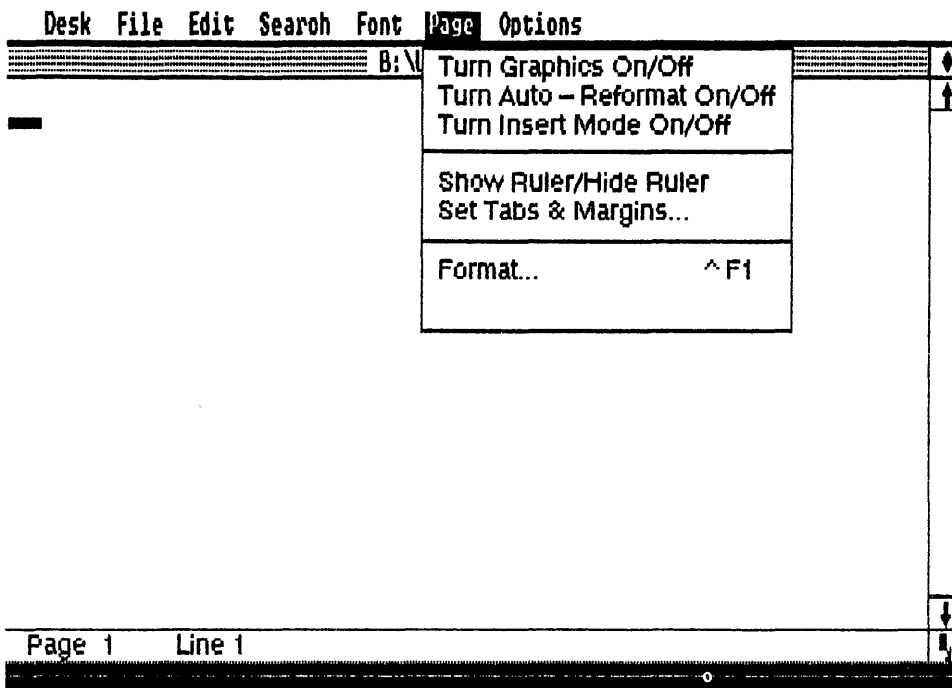 Desk File Edit Search Font Page Options
B:\
Turn Graphics On/Off
Turn Auto – Reformat On/Off
Turn Insert Mode On/Off
Show Ruler/Hide Ruler
Set Tabs & Margins...
Format... ^F1
Page 1 Line 1